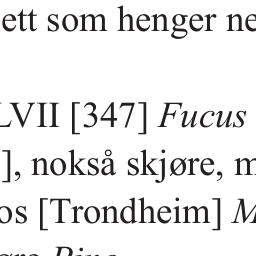 ett som henger ne
LVII [347] Fucus
], nokså skjøre, m
os [Trondheim] M